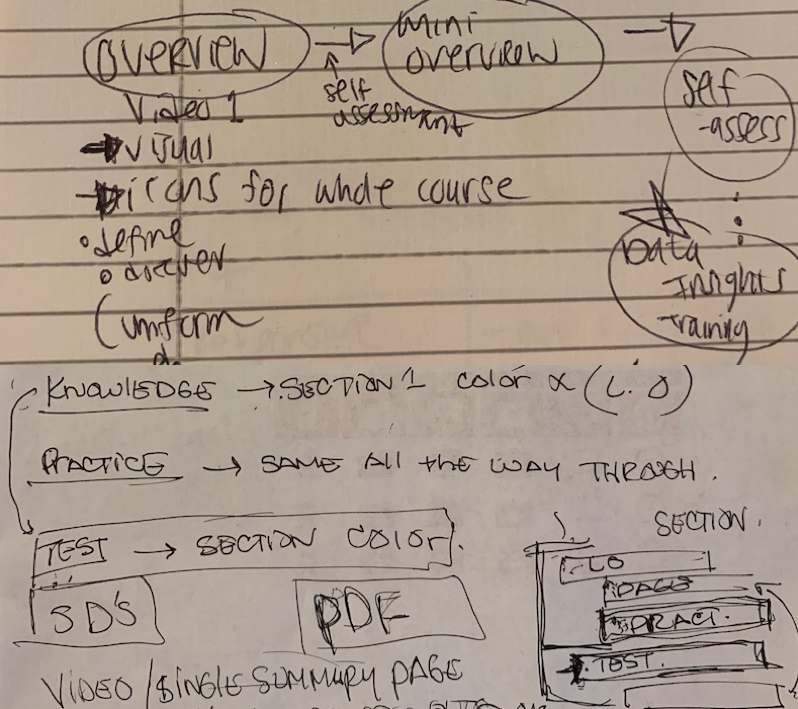 OVERVIEW → mini overview →
self assessment
Video 1
→ visual
→ icons for whole course
self
-assess
• define
• discover
Data
Insights
Training
(uniform
KNOWLEDGE → SECTION 1 color x (L.O)
PRACTICE → SAME All the WAY THROUGH.
TEST → SECTION COLOR.
SECTION.
LO
PAGES
PRACT.
TEST.
PDF
VIDEO/SINGLE SUMMARY PAGE